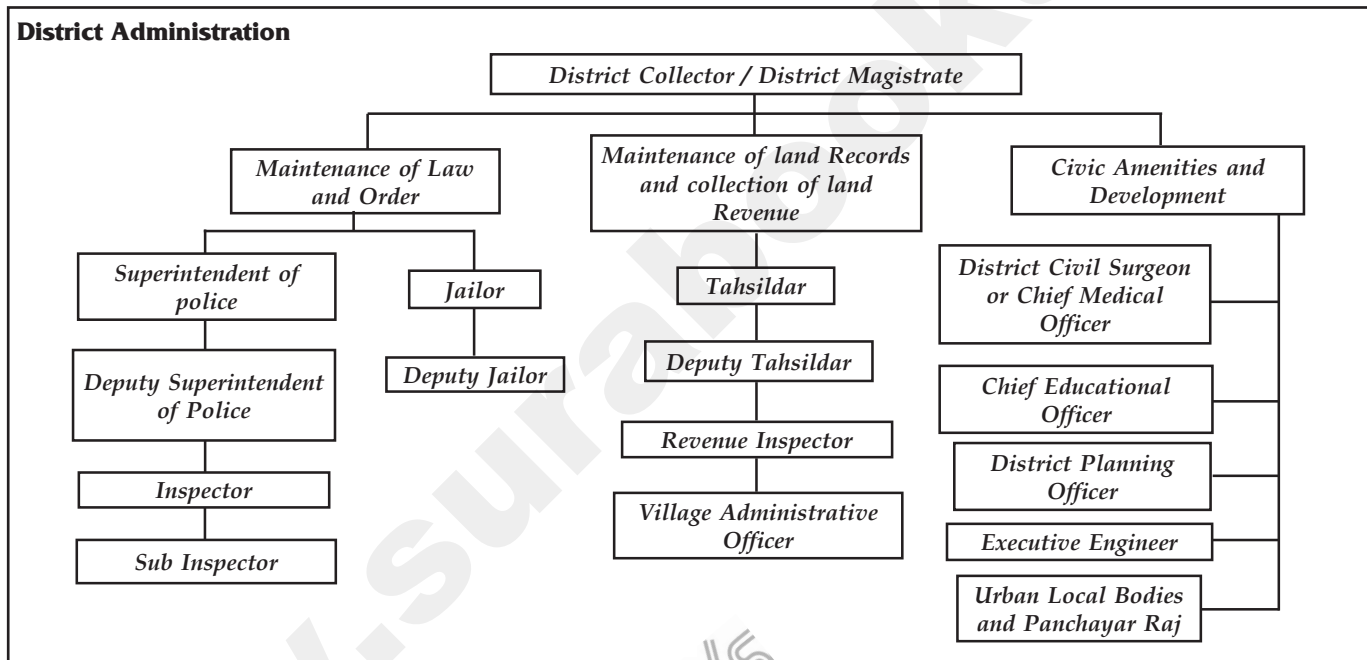 District Administration
District Collector / District Magistrate
Maintenance of Law
and Order
Maintenance of land Records
and collection of land
Revenue
Civic Amenities and
Development
Superintendent of
police
Jailor
Tahsildar
District Civil Surgeon
or Chief Medical
Officer
Deputy Superintendent
of Police
Deputy Jailor
Deputy Tahsildar
Chief Educational
Officer
Inspector
Revenue Inspector
District Planning
Officer
Sub Inspector
Village Administrative
Officer
Executive Engineer
Urban Local Bodies
and Panchayar Raj